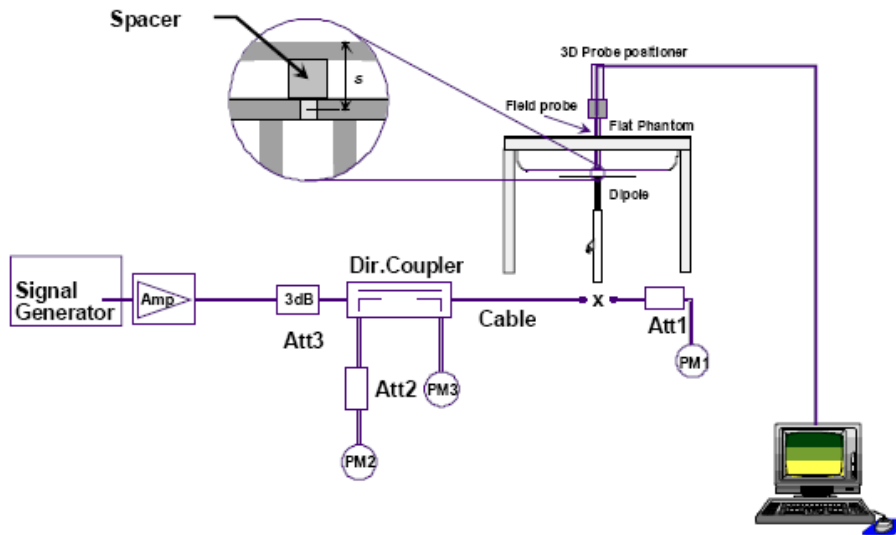 Spacer
s
3D Probe positioner
Field probe
Flat Phantom
Dipole
Signal
Generator
Amp
3dB
Att3
Dir.Coupler
Cable
x
Att1
PM1
Att2
PM3
PM2